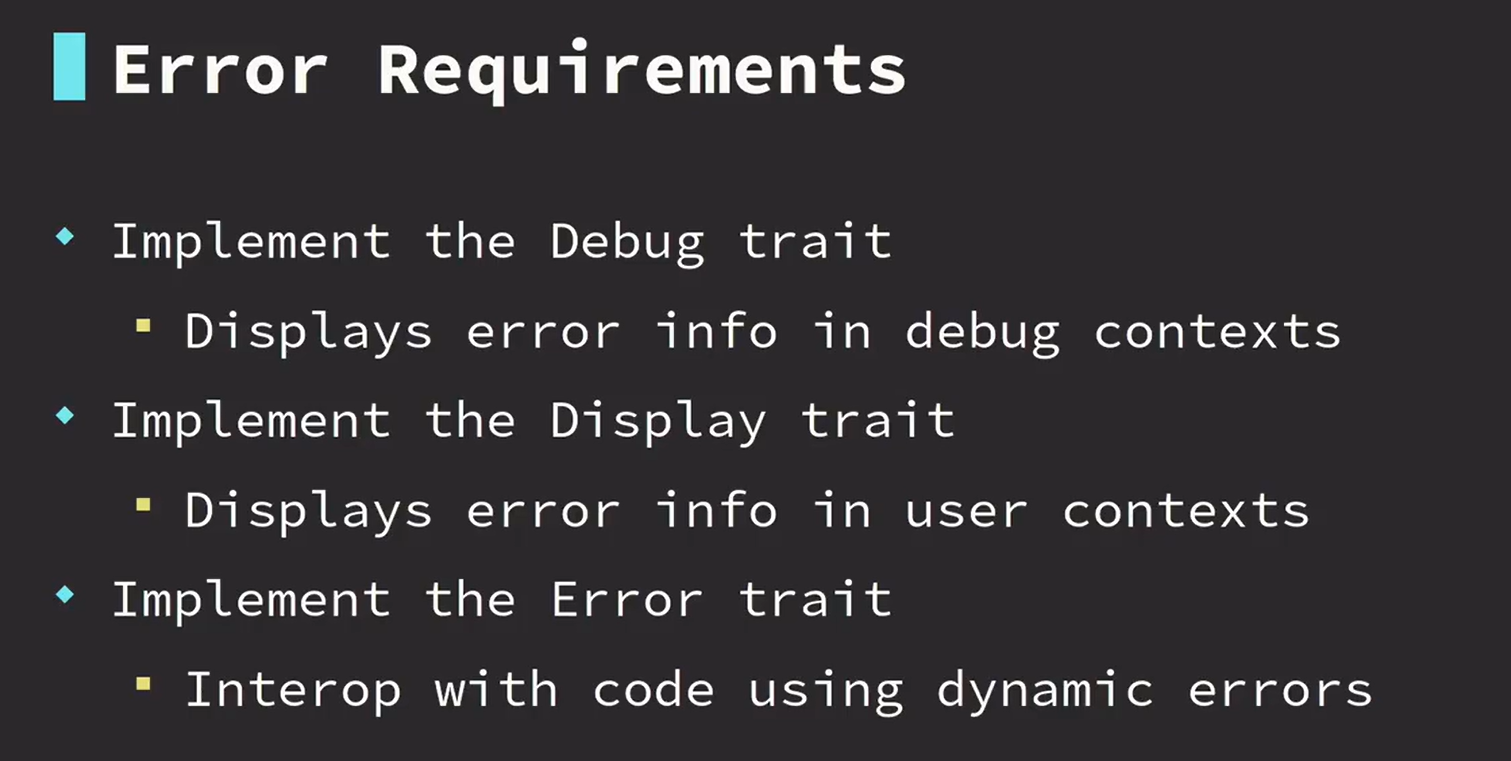 Error Requirements
Implement the Debug trait
Displays error info in debug contexts
Implement the Display trait
Displays error info in user contexts
Implement the Error trait
Interop with code using dynamic errors